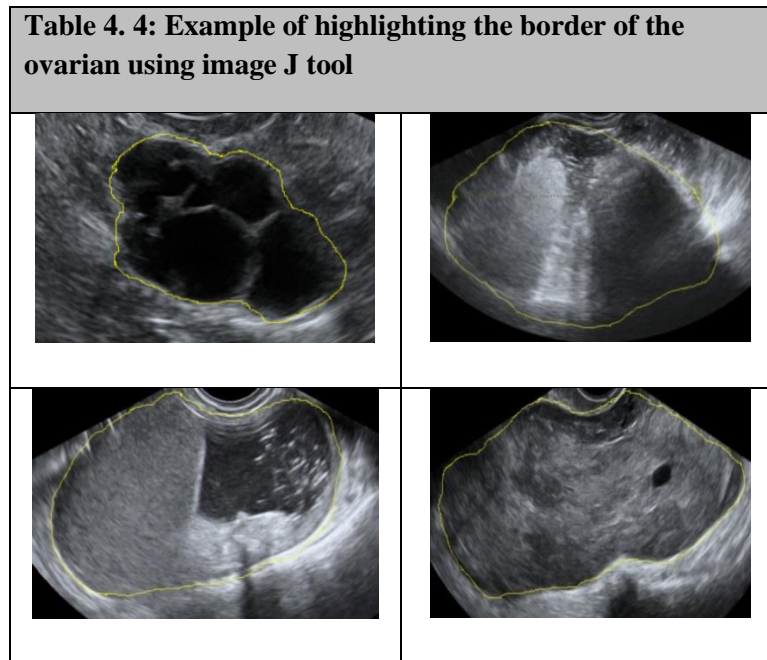 Table 4. 4: Example of highlighting the border of the
ovarian using image J tool